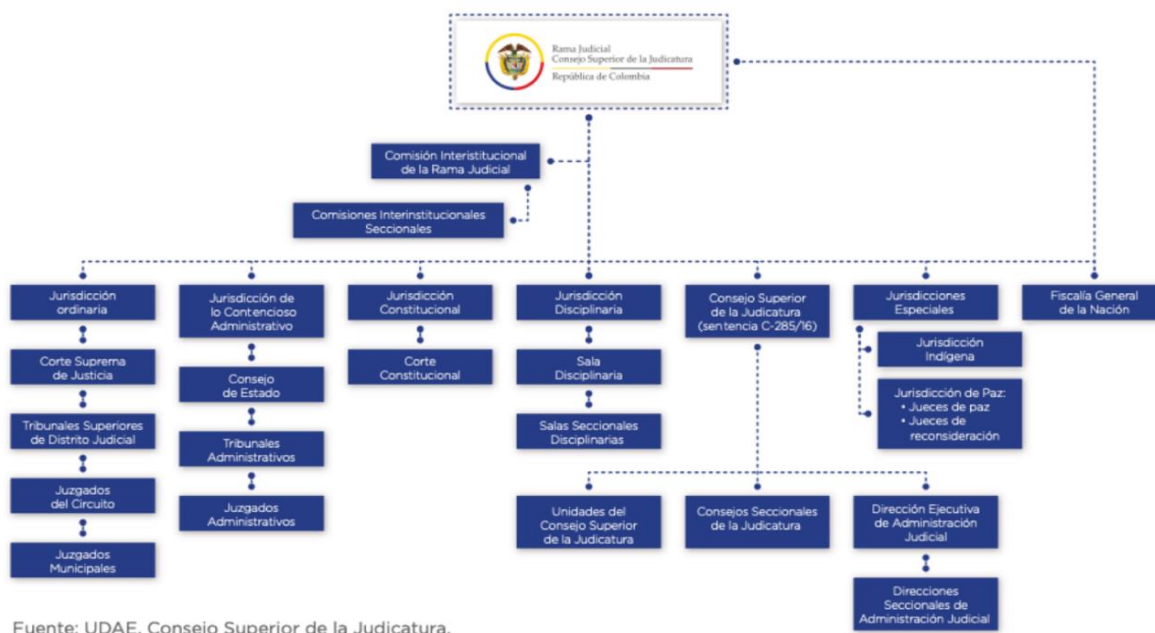 Rama Judicial
Consejo Superior de la Judicatura
República de Colombia
Comisión Interistitucional
de la Rama Judicial
Comisiones Interinstitucionales
Seccionales
Jurisdicción
ordinaria
Corte Suprema
de Justicia
Tribunales Superiores
de Distrito Judicial
Juzgados
del Circuito
Juzgados
Municipales
Jurisdicción de
lo Contencioso
Administrativo
Consejo
de Estado
Tribunales
Administrativos
Juzgados
Administrativos
Jurisdicción
Constitucional
Corte
Constitucional
Jurisdicción
Disciplinaria
Sala
Disciplinaria
Salas Seccionales
Disciplinarias
Consejo Superior
de la Judicatura
(sentencia C-285/16)
Unidades del
Consejo Superior
de la Judicatura
Consejos Seccionales
de la Judicatura
Dirección Ejecutiva
de Administración
Judicial
Direcciones
Seccionales de
Administración Judicial
Jurisdicciones
Especiales
Jurisdicción
Indígena
Jurisdicción de Paz:
• Jueces de paz
• Jueces de
reconsideración
Fiscalía General
de la Nación
Fuente: UDAE. Consejo Superior de la Judicatura.